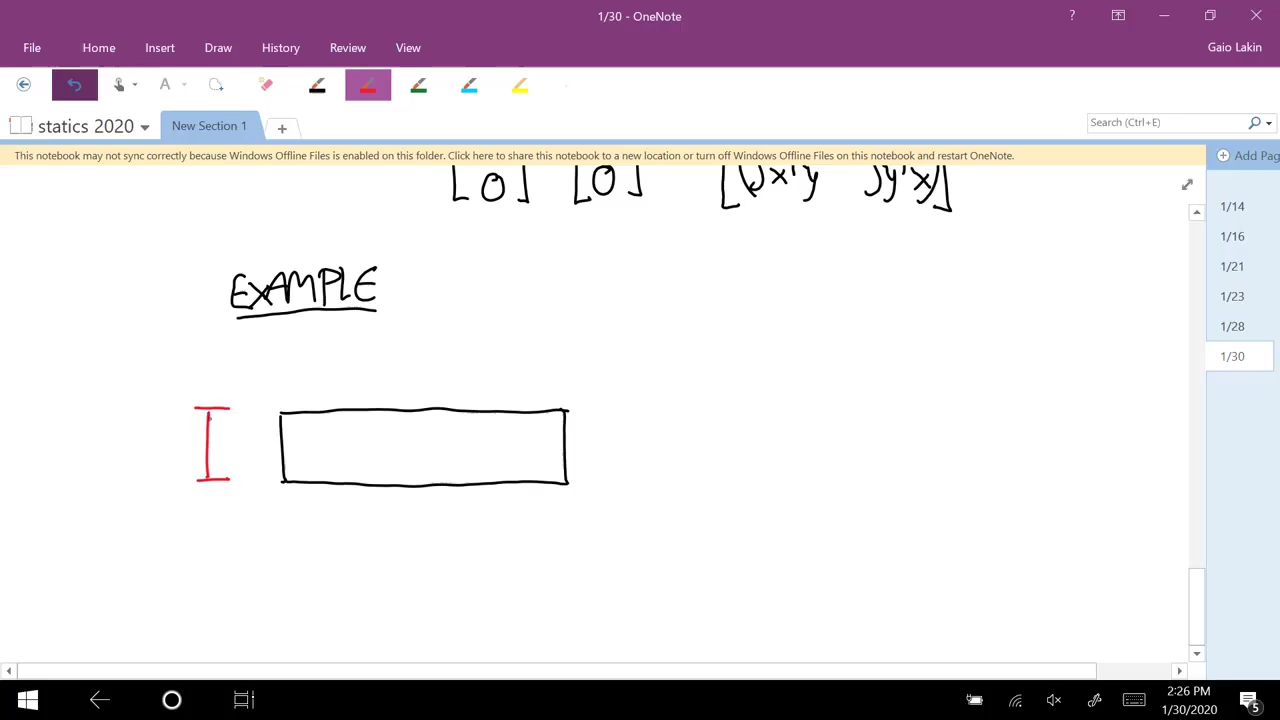 1/30 - OneNote
?
File Home Insert Draw History Review View
Gaio Lakin
A
statics 2020
New Section 1
+
Search (Ctrl+E)
This notebook may not sync correctly because Windows Offline Files is enabled on this folder. Click here to share this notebook to a new location or turn off Windows Offline Files on this notebook and restart OneNote.
Add Pag
1/14
1/16
1/21
1/23
1/28
1/30
[0] [0]
EXAMPLE
2:26 PM
1/30/2020
5